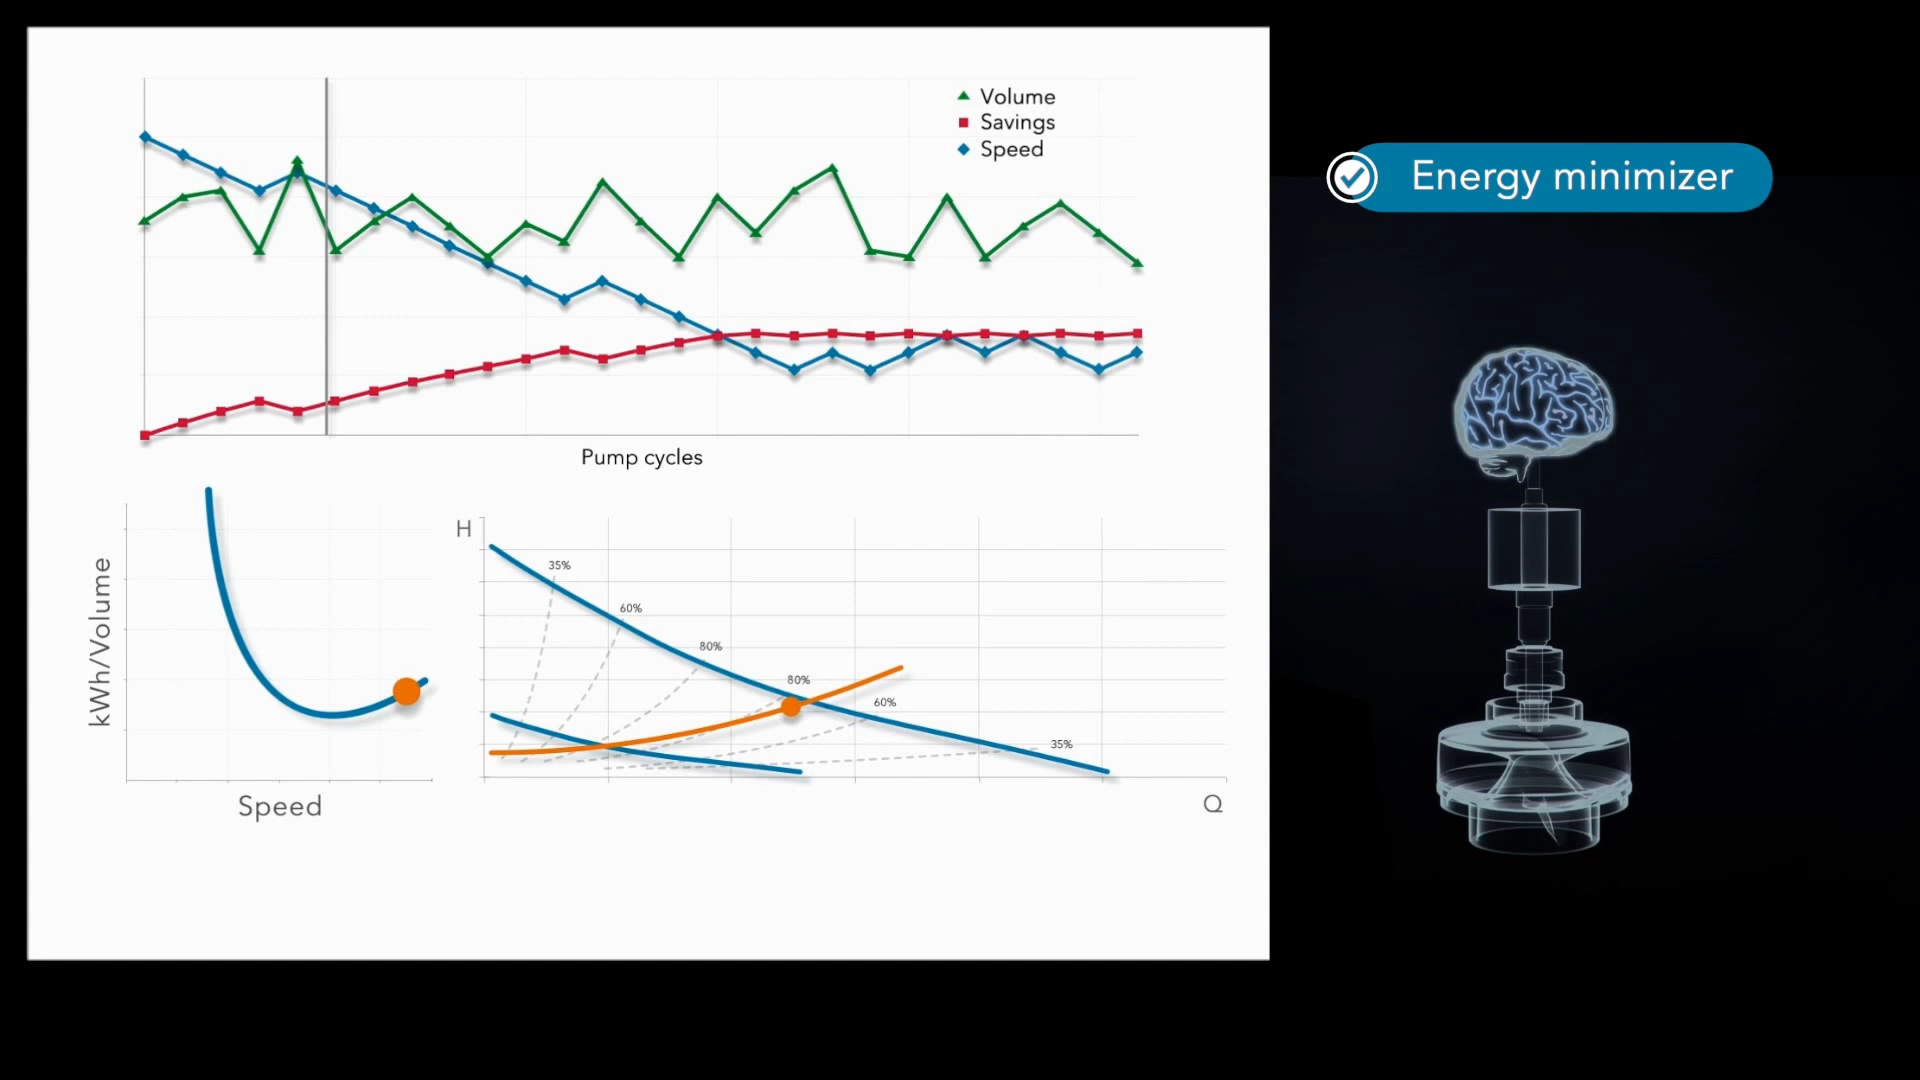 Volume
Savings
Speed
Energy minimizer
Pump cycles
kWh/Volume
Speed
H
35%
60%
80%
80%
60%
35%
Q